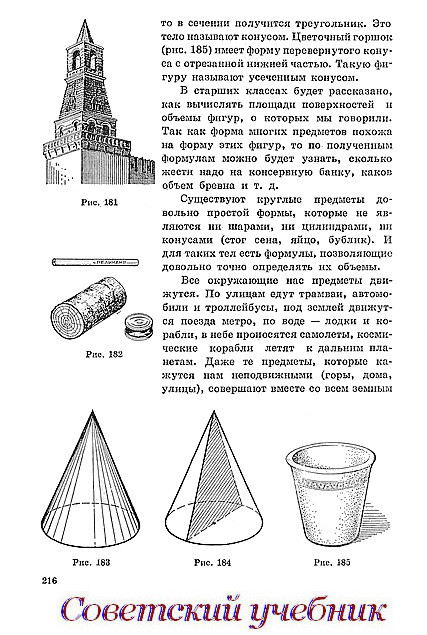 то в сечении получится треугольник. Это
тело называют конусом. Цветочный горшок
(рис. 185) имеет форму перевернутого кону-
са с отрезанной нижней частью. Такую фи-
гуру называют усеченным конусом.
В старших классах будет рассказано,
как вычислять площади поверхностей и
объемы фигур, о которых мы говорили.
Так как форма многих предметов похожа
на форму этих фигур, то по полученным
формулам можно будет узнать, сколько
жести надо на консервную банку, каков
объем бревна и т. д.
Существуют круглые предметы до-
вольно простой формы, которые не яв-
ляются ни шарами, ни цилиндрами, ни
конусами (стог сена, яйцо, бублик). И
для таких тел есть формулы, позволяющие
довольно точно определять их объемы.
Все окружающие нас предметы дви-
жутся. По улицам едут трамваи, автомо-
били и троллейбусы, под землей движут-
ся поезда метро, по воде — лодки и ко-
рабли, в небе проносятся самолеты, косми-
ческие корабли летят к дальним пла-
нетам. Даже те предметы, которые ка-
жутся нам неподвижными (горы, дома,
улицы), совершают вместе со всем земным
Рис. 181
Рис. 182
Рис. 183
Рис. 184
Рис. 185
216
Советский учебник